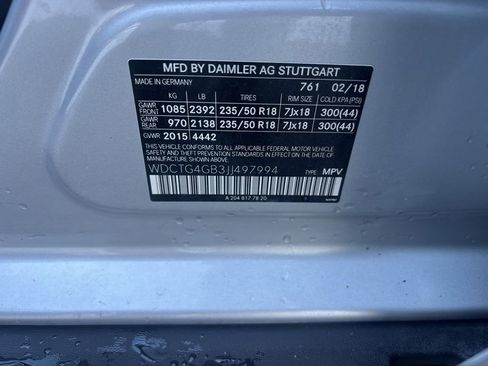 MFD BY DAIMLER AG STUTTGART
MADE IN GERMANY 761 02/18
KG LB TIRES RIM SIZE COLD KPA (PSI)
GAWR FRONT 1085 2392 235/50 R18 7Jx18 300(44)
GAWR REAR 970 2138 235/50 R18 7Jx18 300(44)
GVWR 2015 4442
THIS VEHICLE CONFORMS TO ALL APPLICABLE FEDERAL MOTOR VEHICLE
SAFETY AND THEFT PREVENTION STANDARDS IN EFFECT ON THE DATE OF
MANUFACTURE SHOWN ABOVE.
WDCTG4GB3JJ497994 TYPE: MPV
A 204 817 78 20